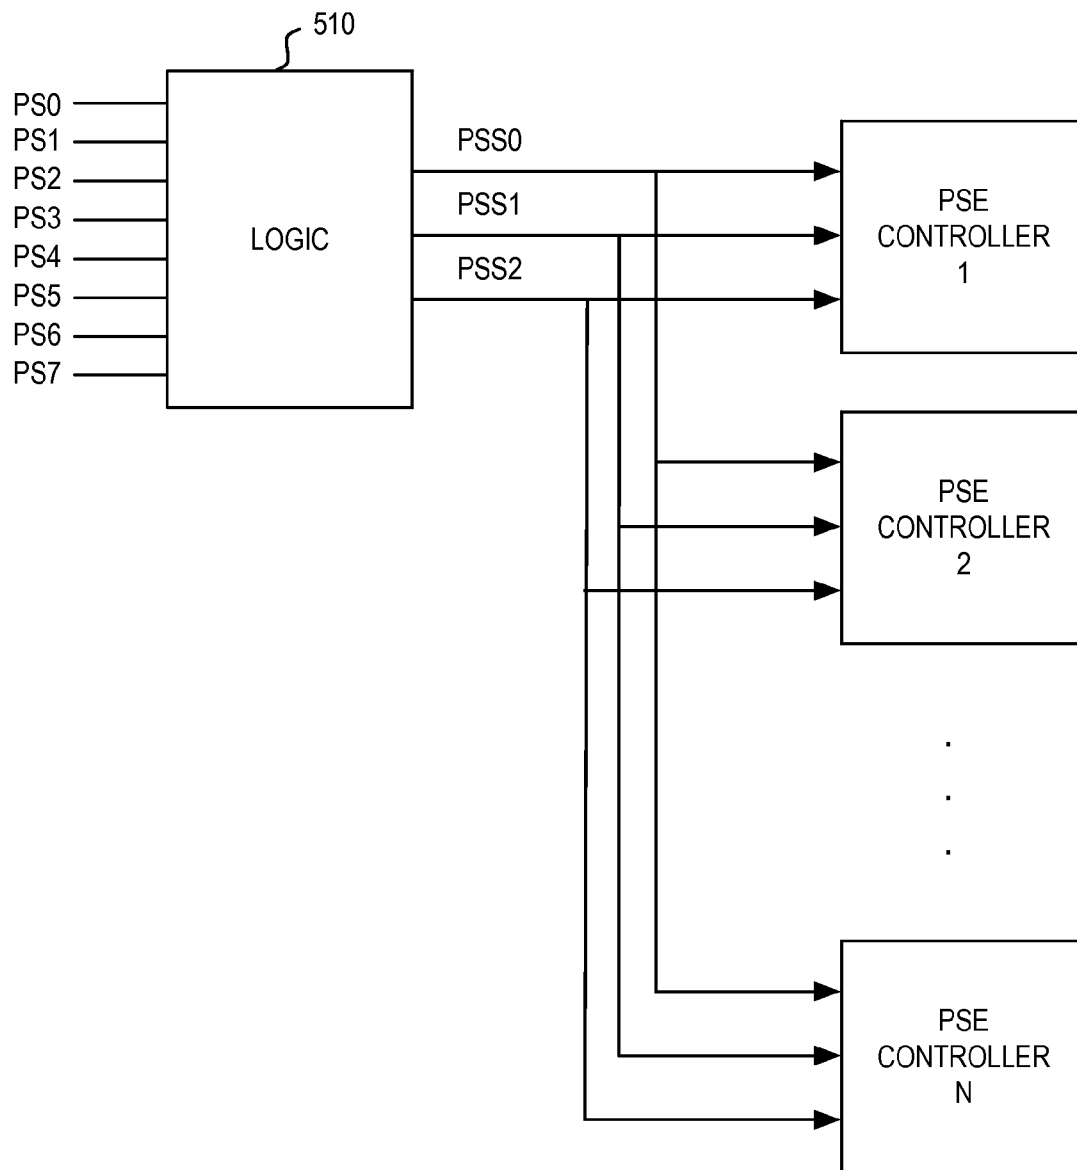 510
PS0
PS1
PS2
PS3
PS4
PS5
PS6
PS7
LOGIC
PSS0
PSS1
PSS2
PSE
CONTROLLER
1
PSE
CONTROLLER
2
.
.
.
PSE
CONTROLLER
N